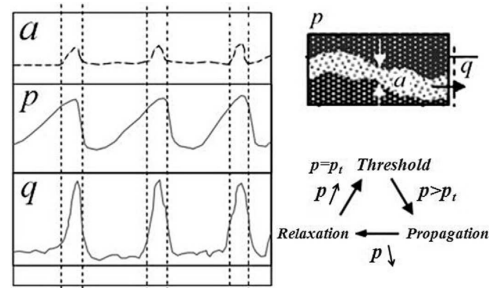 a
p
q
p
a
q
p=pₜ Threshold
p↗ p>pₜ
Relaxation Propagation
p↘